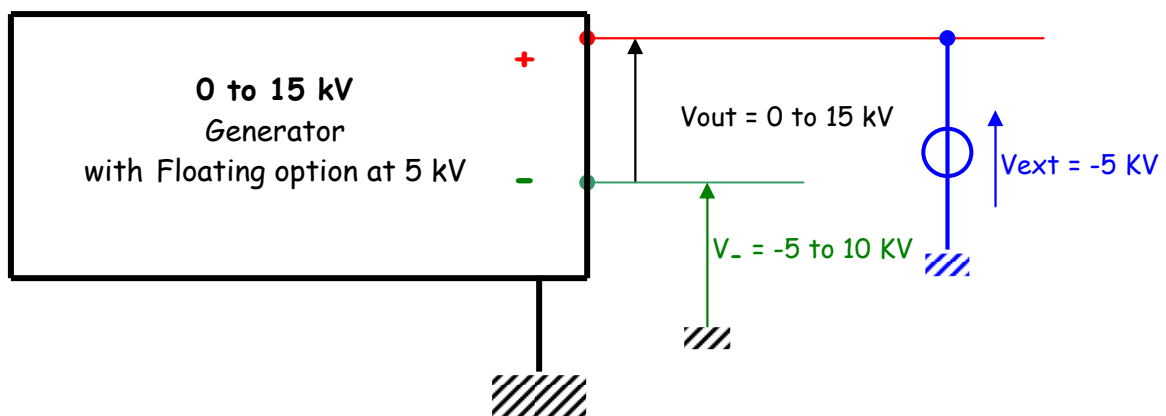 +
0 to 15 kV
Generator
with Floating option at 5 kV
-
Vout = 0 to 15 kV
Vext = -5 KV
V- = -5 to 10 KV